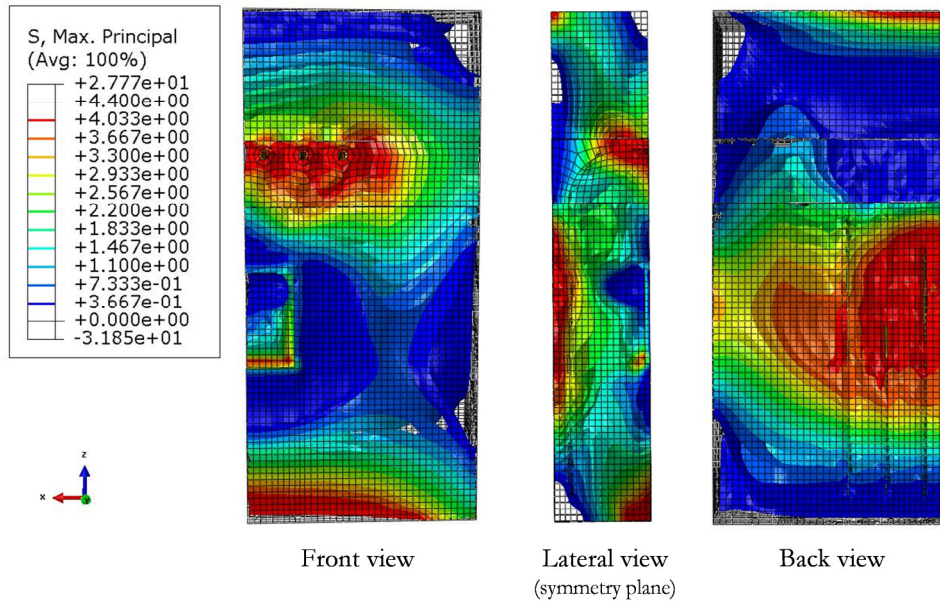 S, Max. Principal
(Avg: 100%)
+2.777e+01
+4.400e+00
+4.033e+00
+3.667e+00
+3.300e+00
+2.933e+00
+2.567e+00
+2.200e+00
+1.833e+00
+1.467e+00
+1.100e+00
+7.333e-01
+3.667e-01
+0.000e+00
-3.185e+01
z
x
Front view
Lateral view
(symmetry plane)
Back view